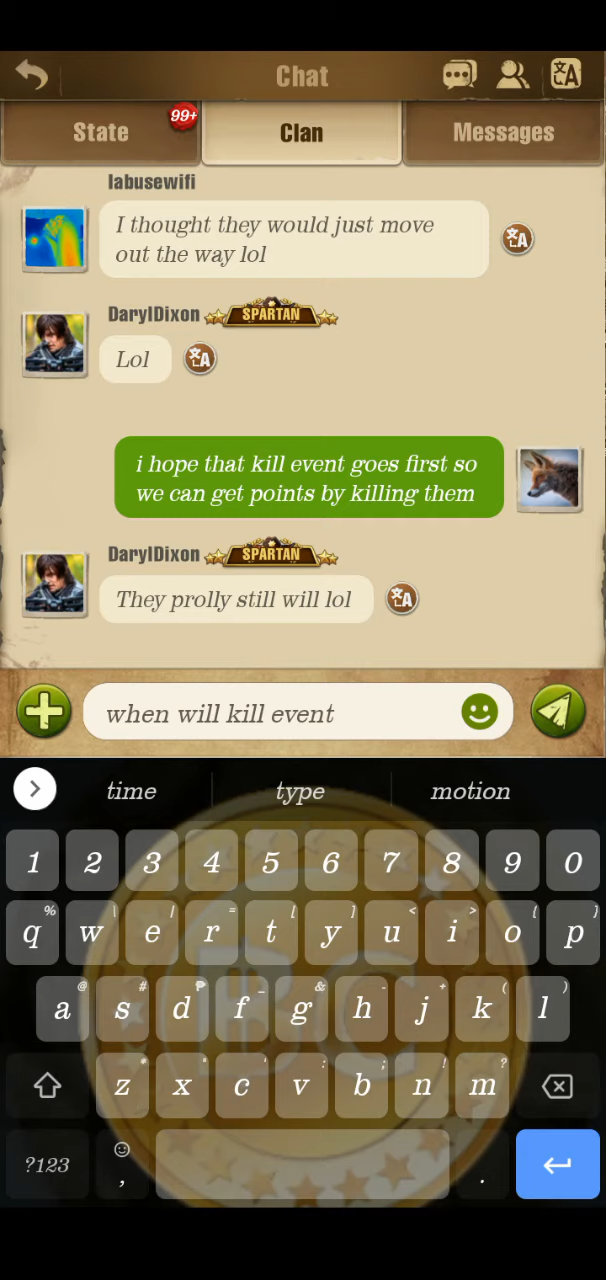 Chat
State
99+
Clan
Messages
labusewifi
I thought they would just move
out the way lol
DarylDixon SPARTAN
Lol
i hope that kill event goes first so
we can get points by killing them
DarylDixon SPARTAN
They prolly still will lol
when will kill event
time type motion
1 2 3 4 5 6 7 8 9 0
q % w \ e | r = t [ y ] u < i > o { p }
a @ s # d ₱ f _ g & h - j + k ( l )
z * x " c ' v : b ; n ! m ?
?123 , .